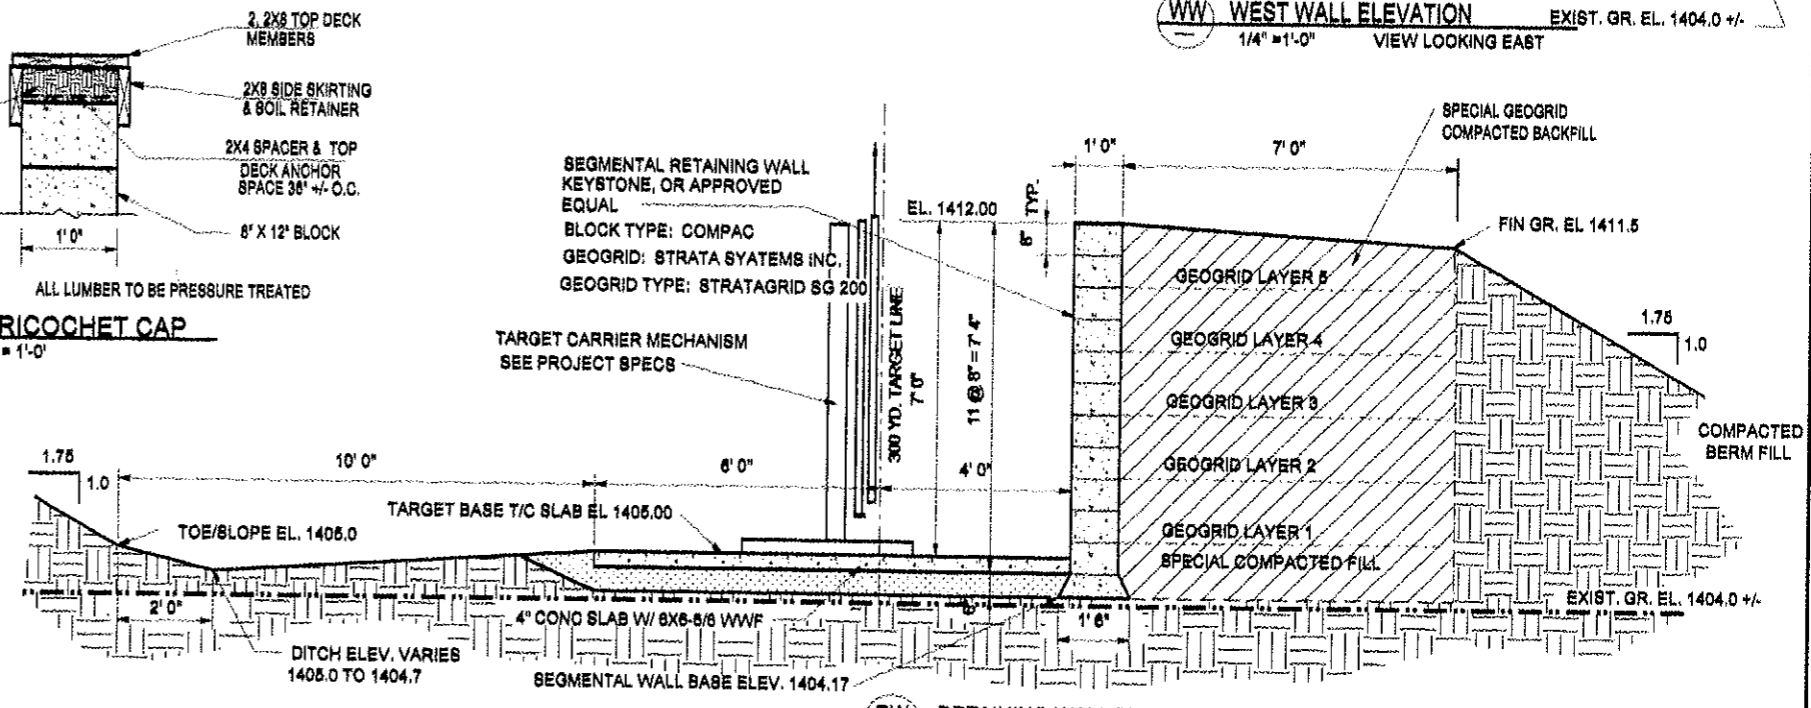 2, 2X8 TOP DECK
MEMBERS
2X8 SIDE SKIRTING
& SOIL RETAINER
2X4 SPACER & TOP
DECK ANCHOR
SPACE 36" +/- O.C.
8" X 12" BLOCK
1' 0"
ALL LUMBER TO BE PRESSURE TREATED
RICOCHET CAP
= 1'-0"
WW WEST WALL ELEVATION
1/4" = 1'-0" VIEW LOOKING EAST
EXIST. GR. EL. 1404.0 +/-
SEGMENTAL RETAINING WALL
KEYSTONE, OR APPROVED
EQUAL
BLOCK TYPE: COMPAC
GEOGRID: STRATA SYATEMS INC.
GEOGRID TYPE: STRATAGRID SG 200
TARGET CARRIER MECHANISM
SEE PROJECT SPECS
300 YD. TARGET LINE
EL. 1412.00
7' 0"
11 @ 8" = 7' 4"
8" TYP.
1' 0"
7' 0"
SPECIAL GEOGRID
COMPACTED BACKFILL
FIN GR. EL 1411.5
GEOGRID LAYER 5
GEOGRID LAYER 4
GEOGRID LAYER 3
GEOGRID LAYER 2
GEOGRID LAYER 1
SPECIAL COMPACTED FILL
1.75
1.0
COMPACTED
BERM FILL
EXIST. GR. EL. 1404.0 +/-
1.75
1.0
10' 0"
6' 0"
4' 0"
TOE/SLOPE EL. 1405.0
TARGET BASE T/C SLAB EL 1405.00
2' 0"
DITCH ELEV. VARIES
1405.0 TO 1404.7
4" CONC SLAB W/ 6X6-6/6 WWF
SEGMENTAL WALL BASE ELEV. 1404.17
1' 6"